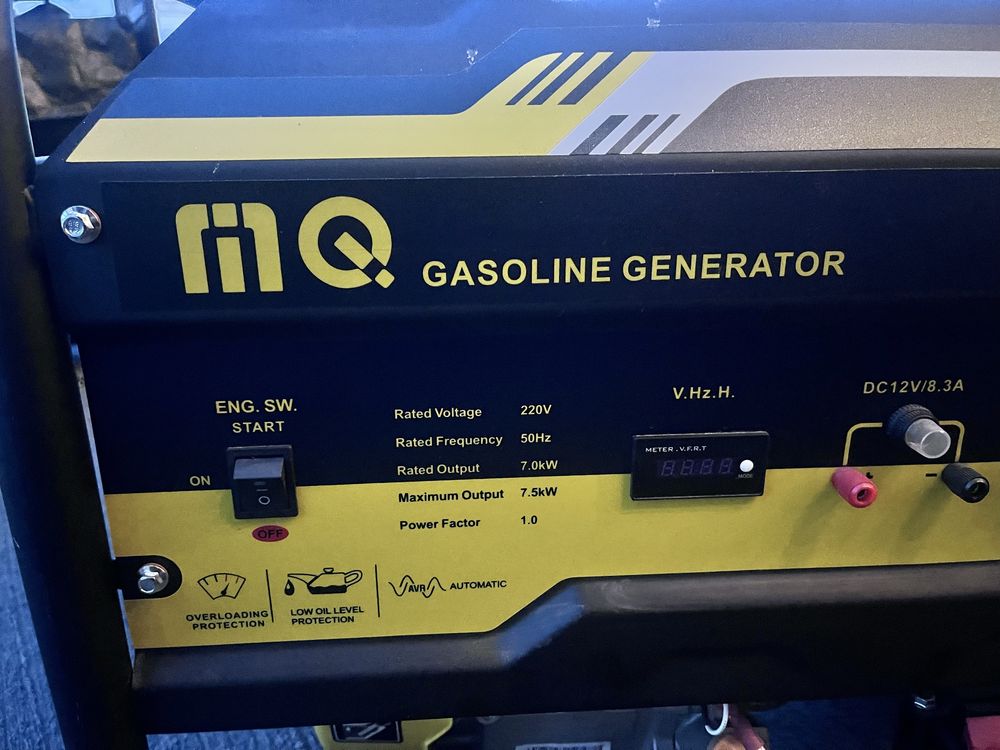 MQ GASOLINE GENERATOR
ENG. SW.
START
ON
OFF
Rated Voltage 220V
Rated Frequency 50Hz
Rated Output 7.0kW
Maximum Output 7.5kW
Power Factor 1.0
V.Hz.H.
METER.V.F.R.T
MODE
DC12V/8.3A
+ −
OVERLOADING
PROTECTION
LOW OIL LEVEL
PROTECTION
AVR AUTOMATIC